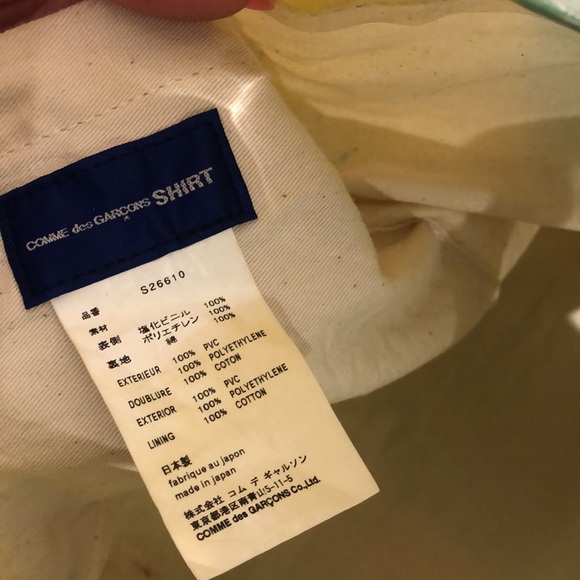 COMME des GARÇONS SHIRT
品番 S26610
素材
表側 塩化ビニル 100%
ポリエチレン 100%
裏地 綿 100%
EXTERIEUR 100% PVC
100% POLYETHYLENE
DOUBLURE 100% COTON
EXTERIOR 100% PVC
100% POLYETHYLENE
LINING 100% COTTON
日本製
fabrique au japon
made in japan
株式会社 コム デ ギャルソン
東京都港区南青山5-11-5
COMME des GARÇONS Co.,Ltd.